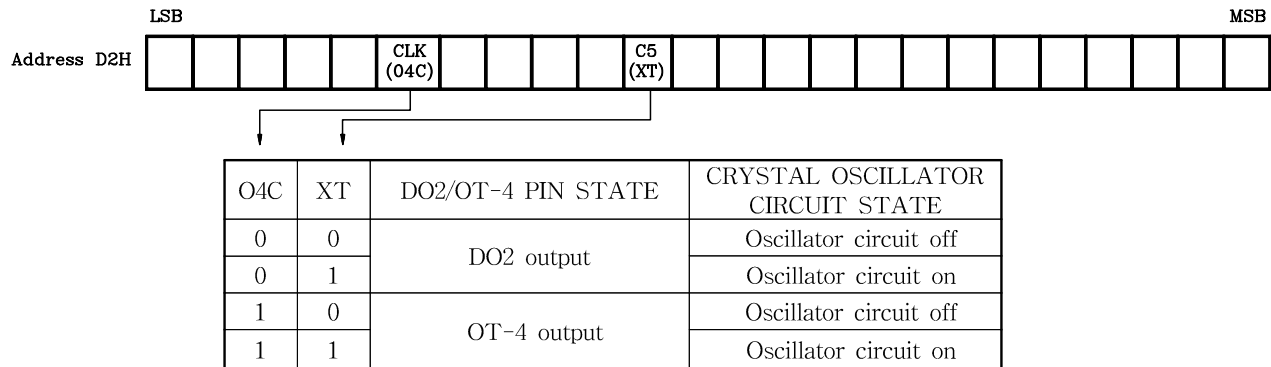 LSB MSB
Address D2H CLK (04C) C5 (XT)
O4C XT DO2/OT-4 PIN STATE CRYSTAL OSCILLATOR CIRCUIT STATE
0 0 DO2 output Oscillator circuit off
0 1 Oscillator circuit on
1 0 OT-4 output Oscillator circuit off
1 1 Oscillator circuit on